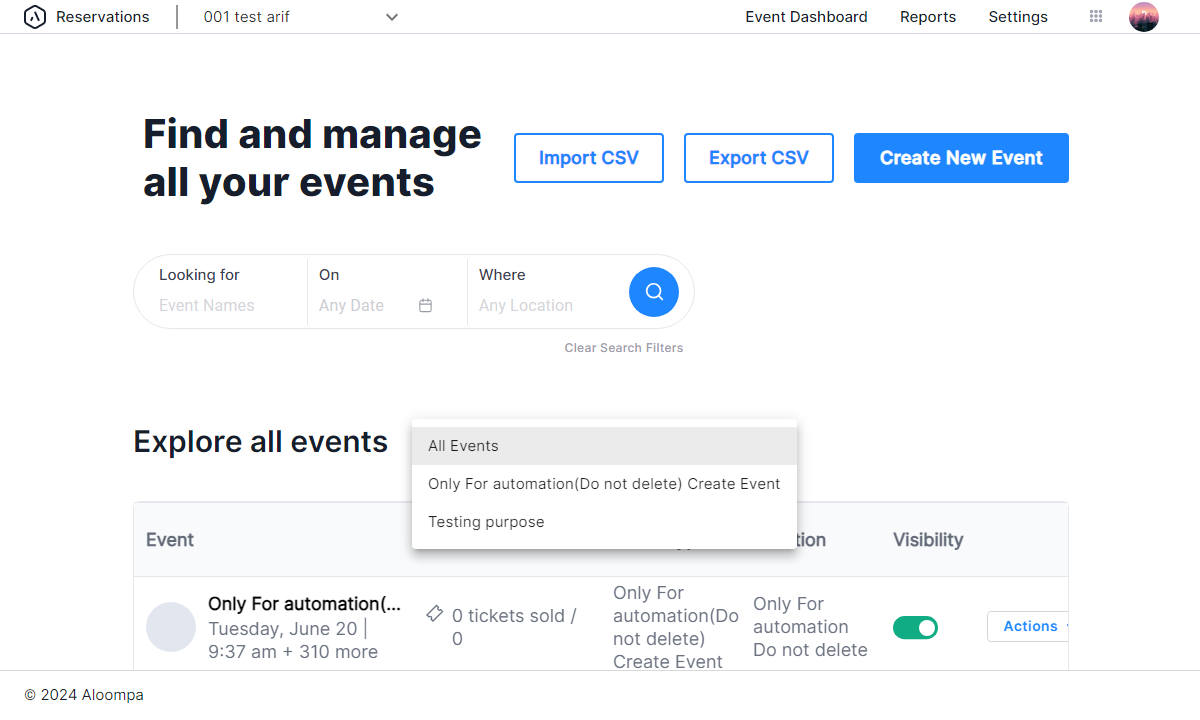 Reservations
001 test arif
Event Dashboard
Reports
Settings
Find and manage
all your events
Import CSV
Export CSV
Create New Event
Looking for
On
Where
Event Names
Any Date
Any Location
Clear Search Filters
Explore all events
All Events
Only For automation(Do not delete) Create Event
Testing purpose
Event
Visibility
Only For automation(...
Tuesday, June 20 |
9:37 am + 310 more
0 tickets sold /
0
Only For
automation(Do
not delete)
Create Event
Only For
automation
Do not delete
Actions
© 2024 Aloompa